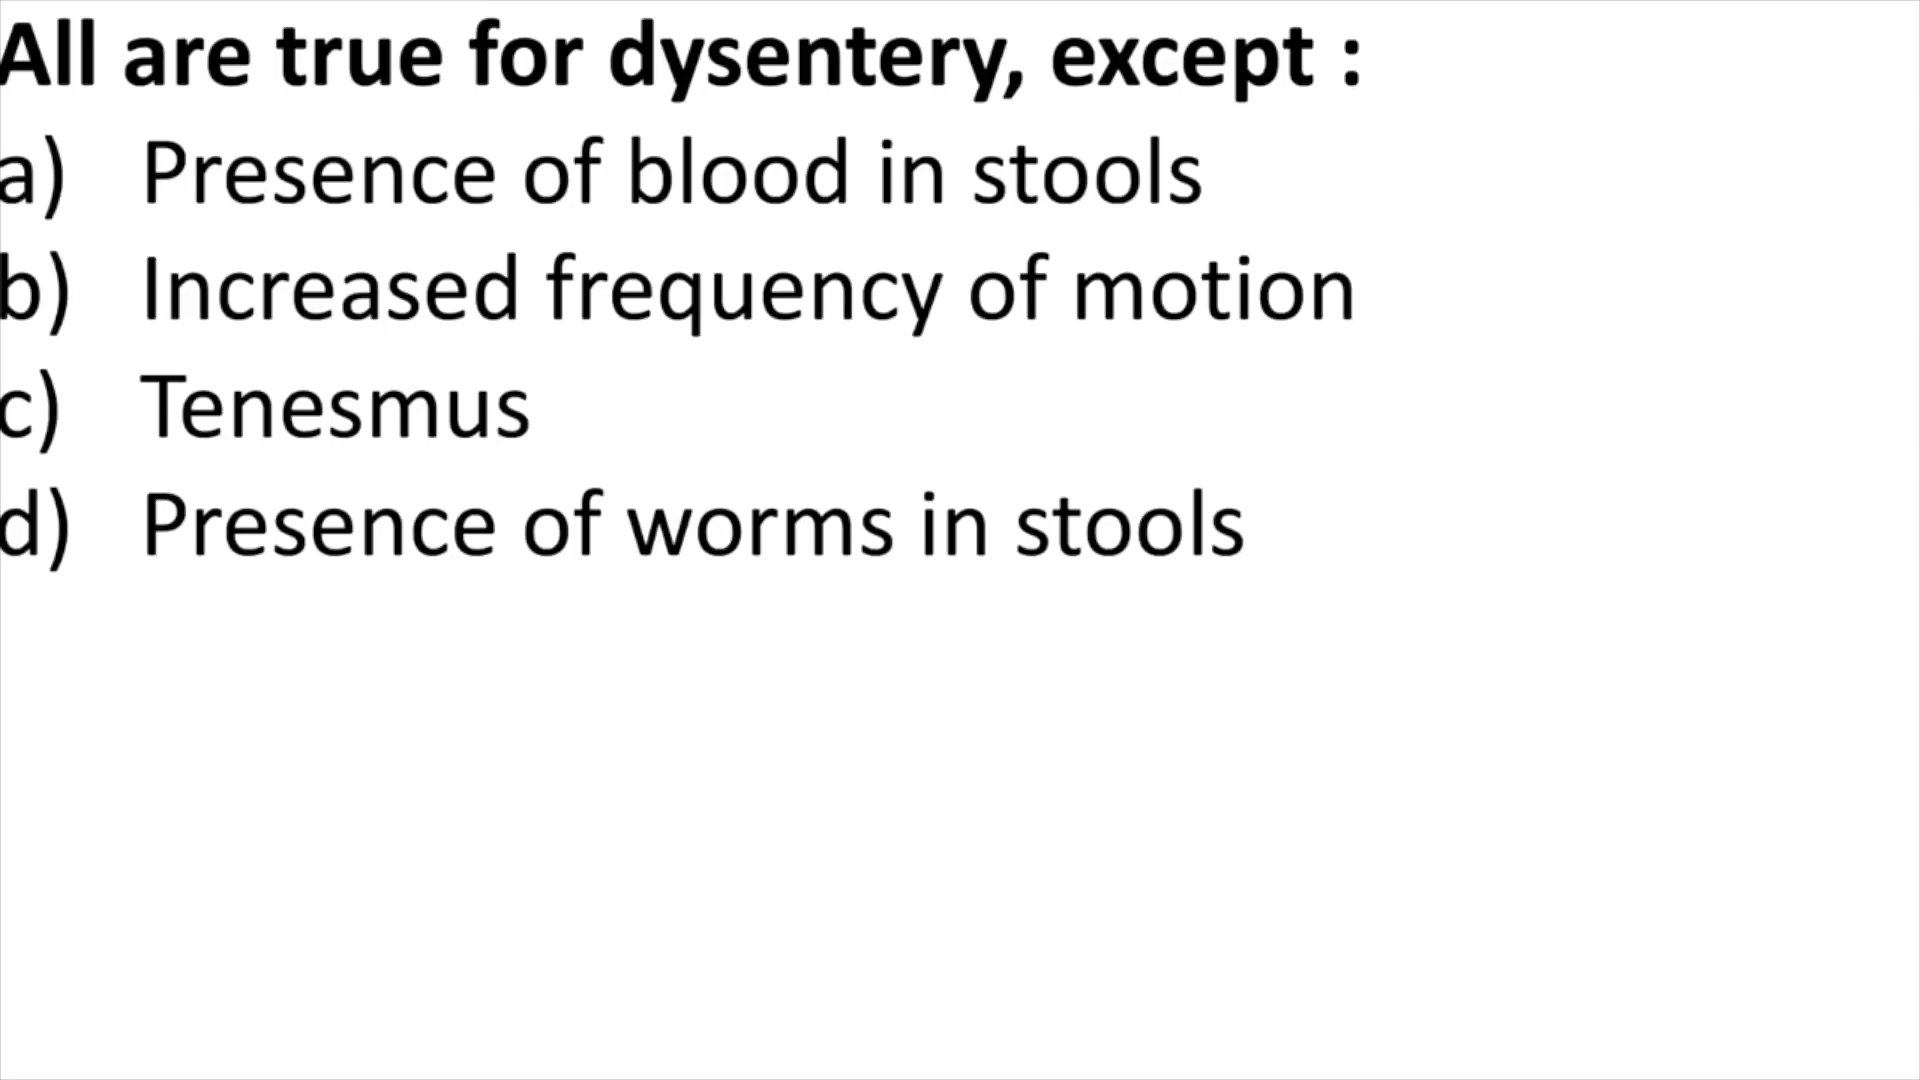 All are true for dysentery, except :
a) Presence of blood in stools
b) Increased frequency of motion
c) Tenesmus
d) Presence of worms in stools